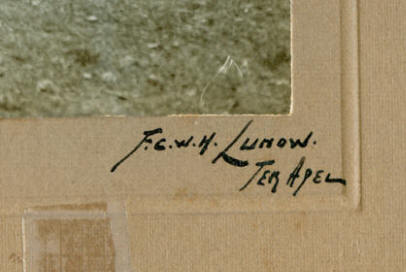 F.C.W.H. Lunow.
Ter Apel